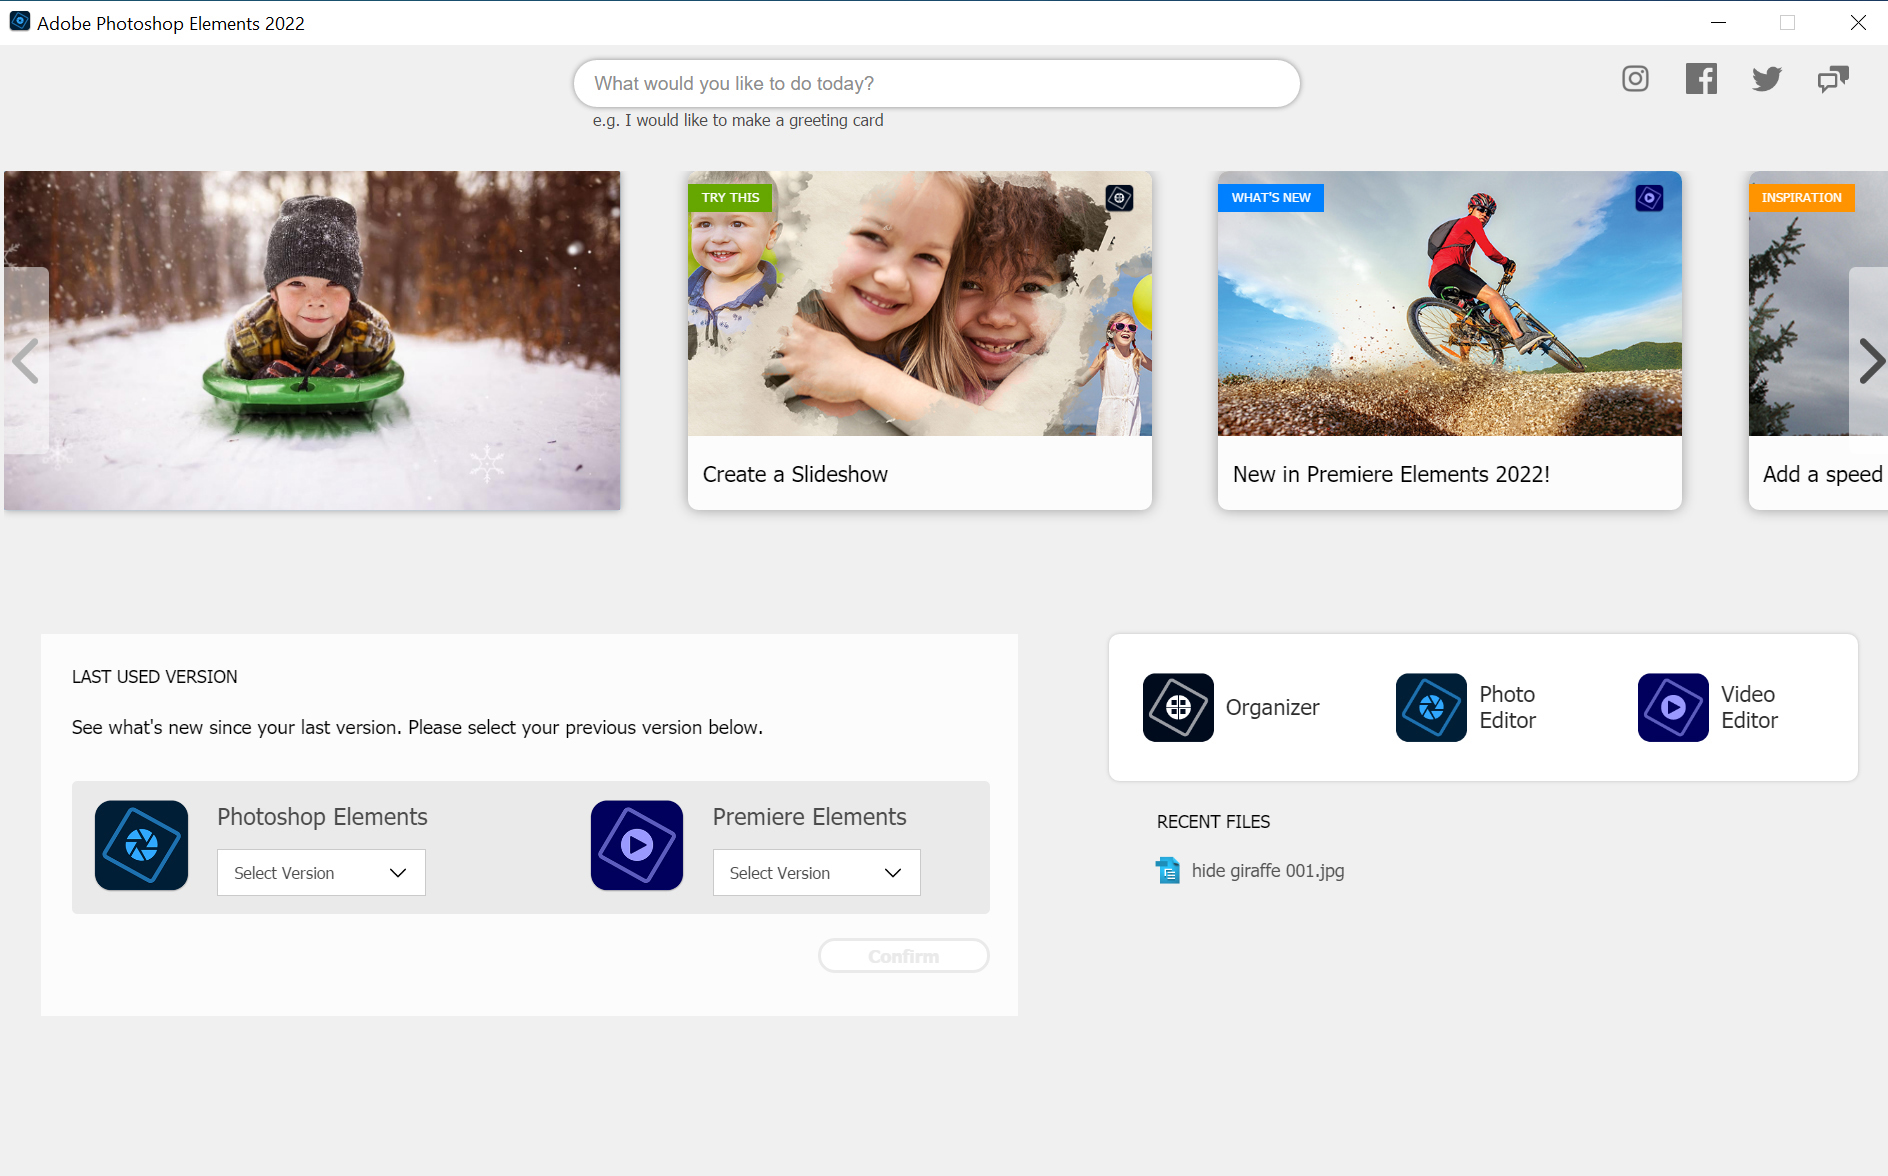 Adobe Photoshop Elements 2022
What would you like to do today?
e.g. I would like to make a greeting card
TRY THIS
Create a Slideshow
WHAT'S NEW
New in Premiere Elements 2022!
INSPIRATION
Add a speed
LAST USED VERSION
See what's new since your last version. Please select your previous version below.
Photoshop Elements
Select Version
Premiere Elements
Select Version
Confirm
Organizer
Photo
Editor
Video
Editor
RECENT FILES
hide giraffe 001.jpg